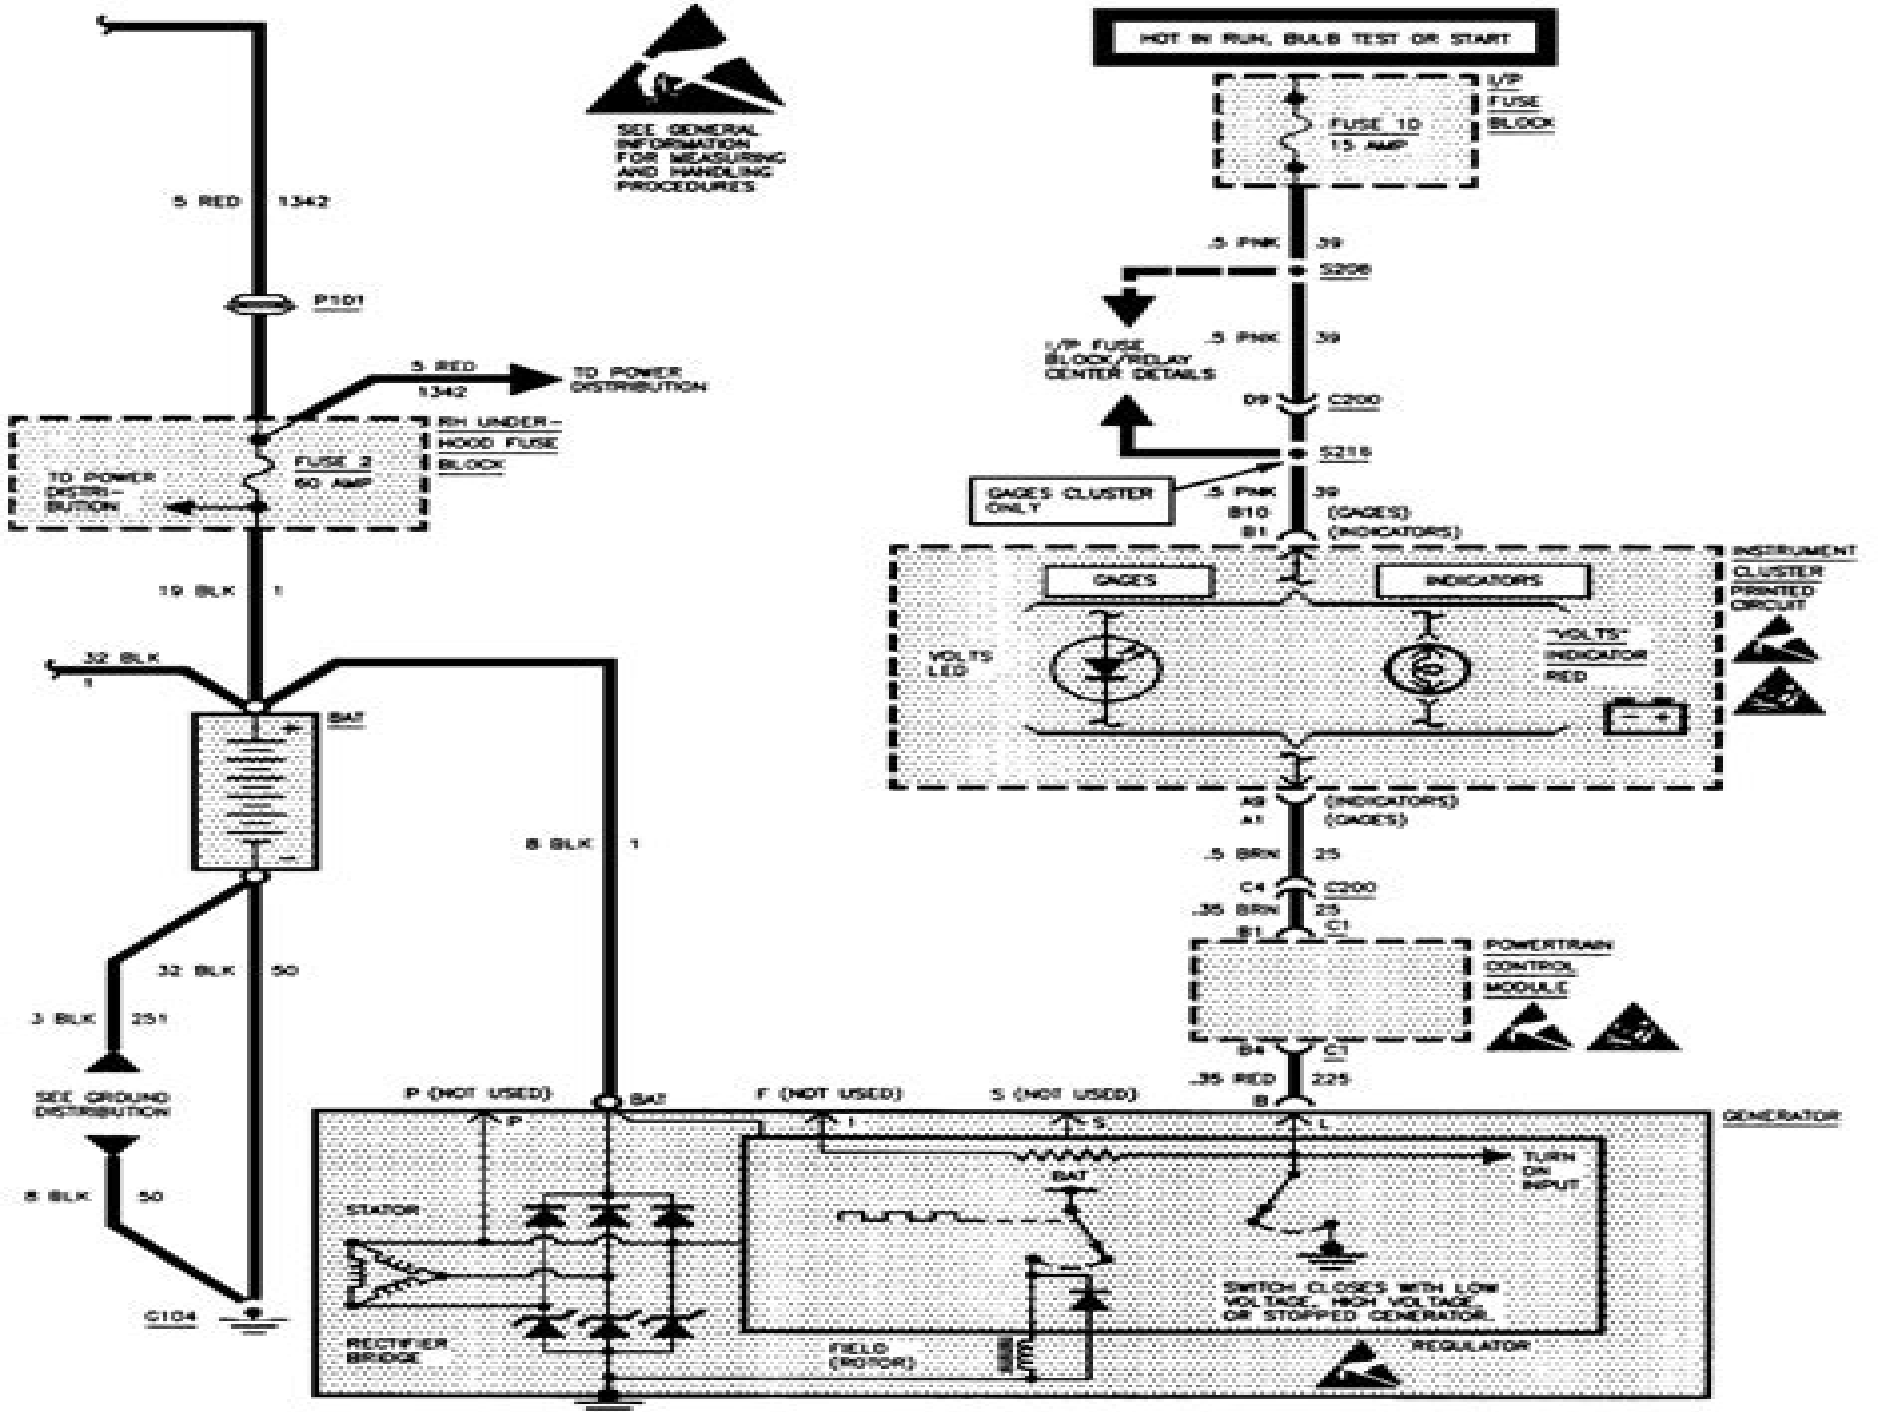 HOT IN RUN, BULB TEST OR START
I/P
FUSE
BLOCK
FUSE 10
15 AMP
SEE GENERAL
INFORMATION
FOR MEASURING
AND HANDLING
PROCEDURES
5 RED 1342
.5 PNK 39
S206
P101
.5 PNK 39
I/P FUSE
BLOCK/RELAY
CENTER DETAILS
5 RED
1342
TO POWER
DISTRIBUTION
D9 C200
RH UNDER-
HOOD FUSE
BLOCK
FUSE 2
60 AMP
TO POWER
DISTRI-
BUTION
S216
GAGES CLUSTER
ONLY
.5 PNK 39
B10 (GAGES)
B1 (INDICATORS)
INSTRUMENT
CLUSTER
PRINTED
CIRCUIT
GAGES
INDICATORS
19 BLK 1
VOLTS
LED
"VOLTS"
INDICATOR
RED
- +
32 BLK
1
BAT
+
-
8 BLK 1
A9 (INDICATORS)
A1 (GAGES)
.5 BRN 25
C4 C200
.35 BRN 25
B1 C1
POWERTRAIN
CONTROL
MODULE
32 BLK 50
3 BLK 251
B4 C1
.35 RED 225
B
SEE GROUND
DISTRIBUTION
P (NOT USED)
BAT
F (NOT USED)
S (NOT USED)
GENERATOR
P
S
L
TURN
ON
INPUT
BAT
8 BLK 50
STATOR
G104
SWITCH CLOSES WITH LOW
VOLTAGE, HIGH VOLTAGE
OR STOPPED GENERATOR.
RECTIFIER
BRIDGE
FIELD
(ROTOR)
REGULATOR